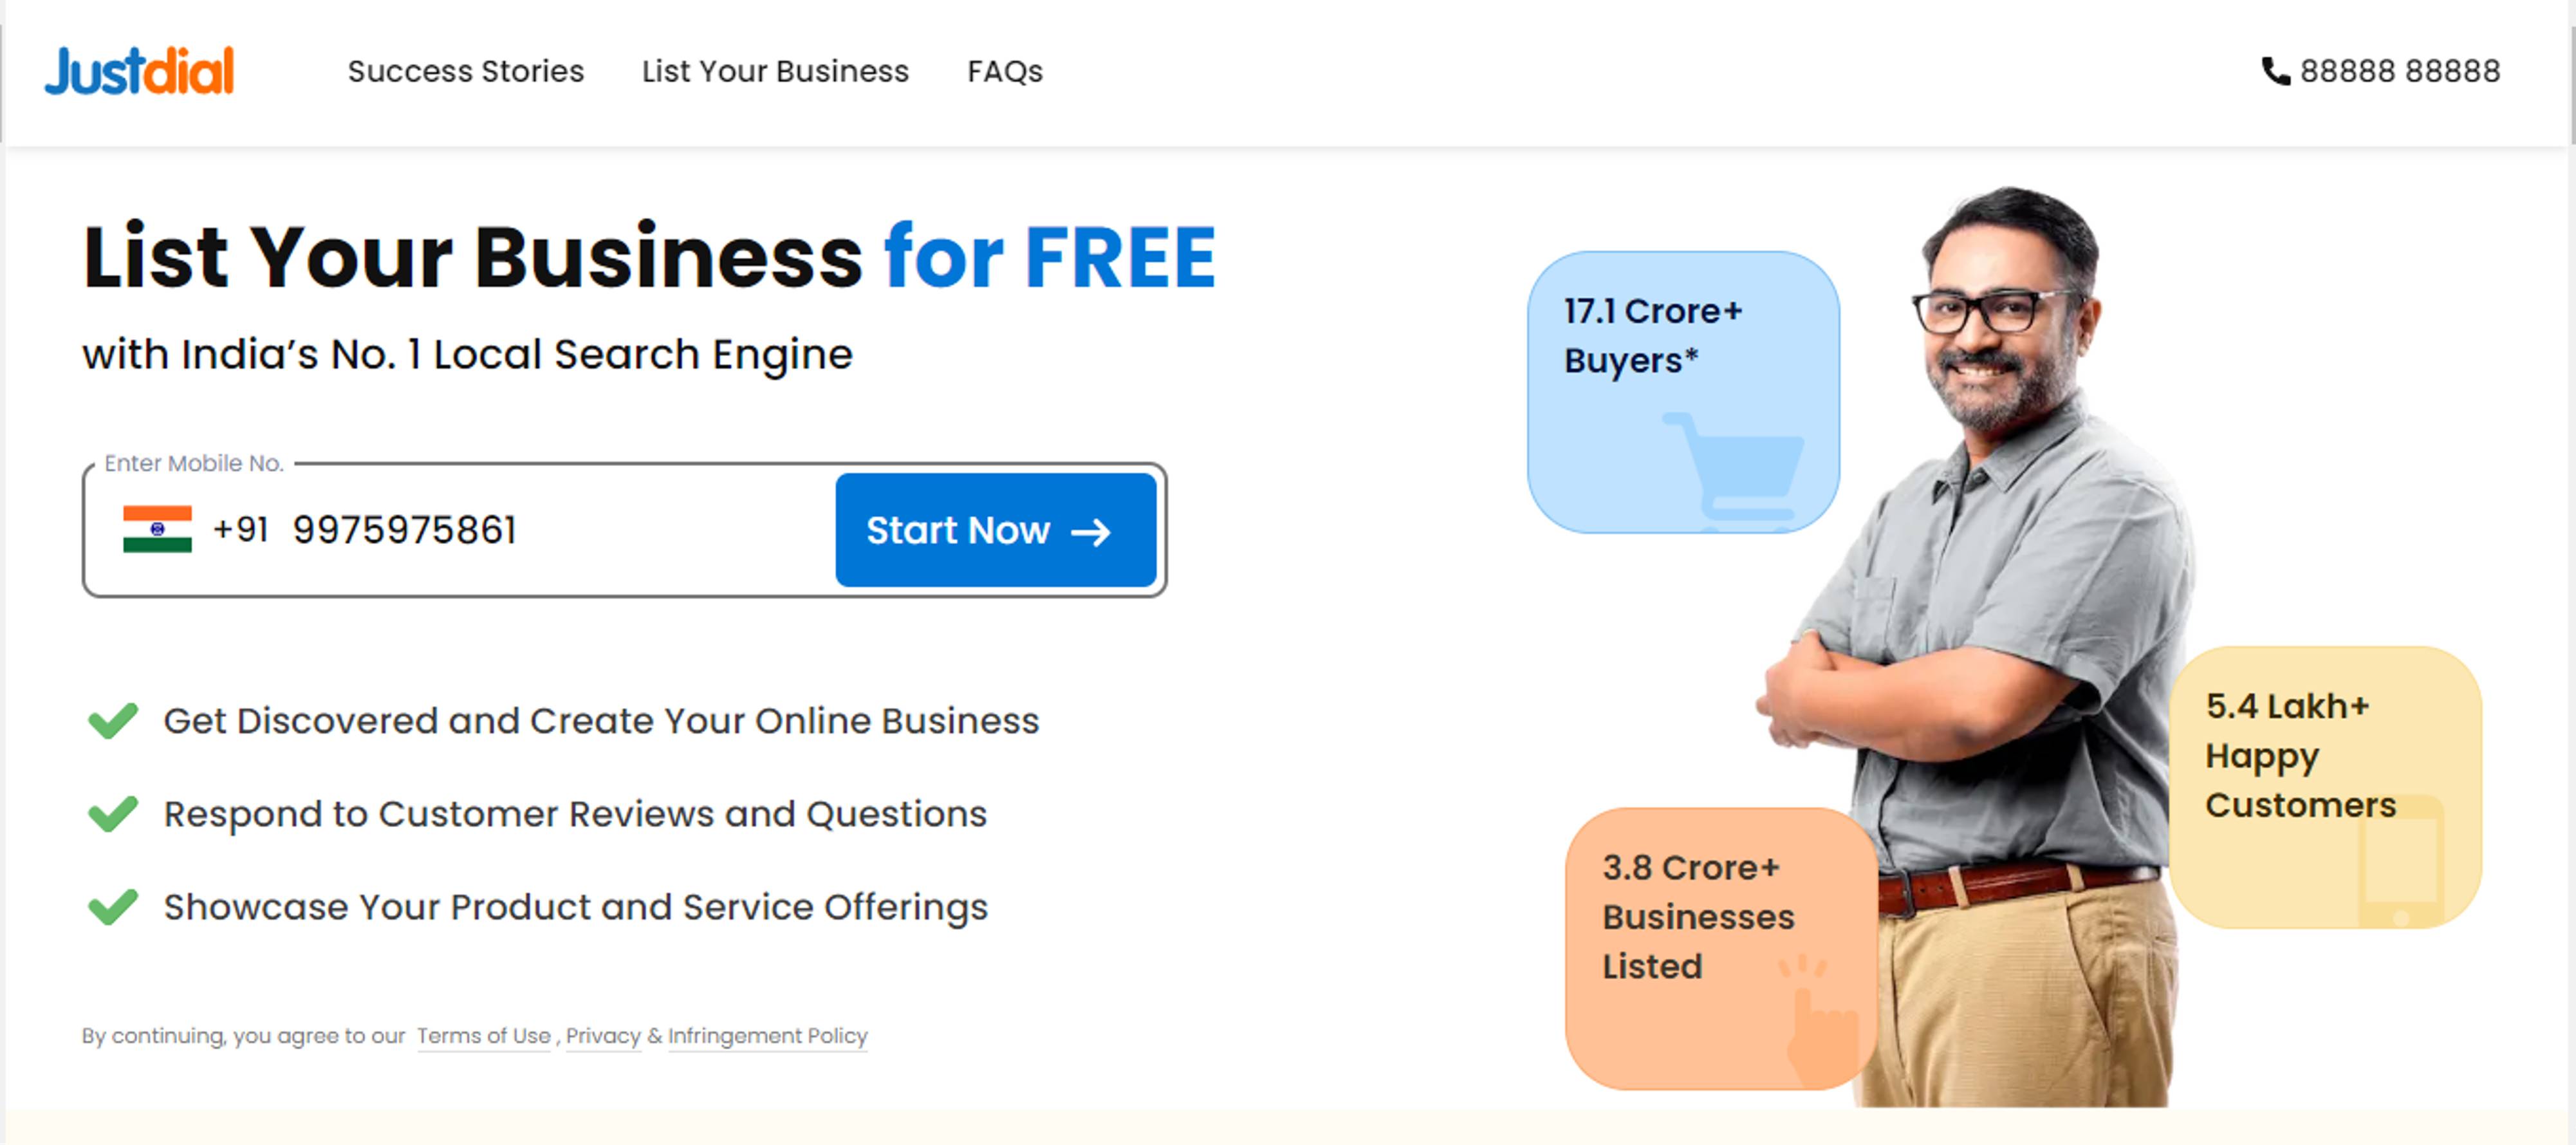 Justdial
Success Stories
List Your Business
FAQs
88888 88888
List Your Business for FREE
with India’s No. 1 Local Search Engine
Enter Mobile No.
+91 9975975861
Start Now →
Get Discovered and Create Your Online Business
Respond to Customer Reviews and Questions
Showcase Your Product and Service Offerings
By continuing, you agree to our Terms of Use , Privacy & Infringement Policy
17.1 Crore+
Buyers*
5.4 Lakh+
Happy
Customers
3.8 Crore+
Businesses
Listed